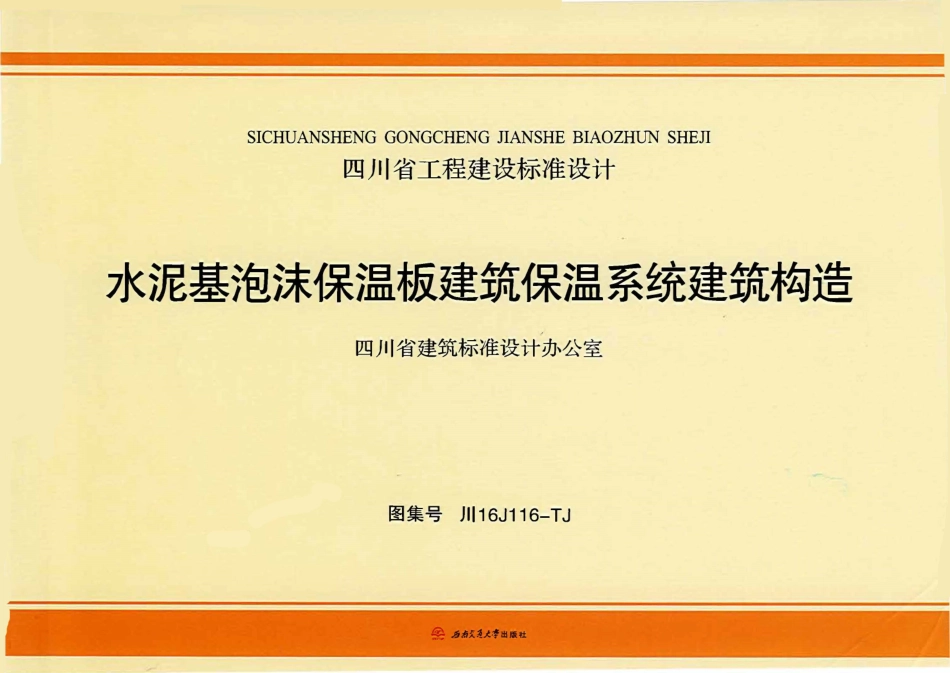 SICHUANSHENG GONGCHENG JIANSHE BIAOZHUN SHEJI
四川省工程建设标准设计
水泥基泡沫保温板建筑保温系统建筑构造
四川省建筑标准设计办公室
图集号 川16J116-TJ
西南交通大学出版社